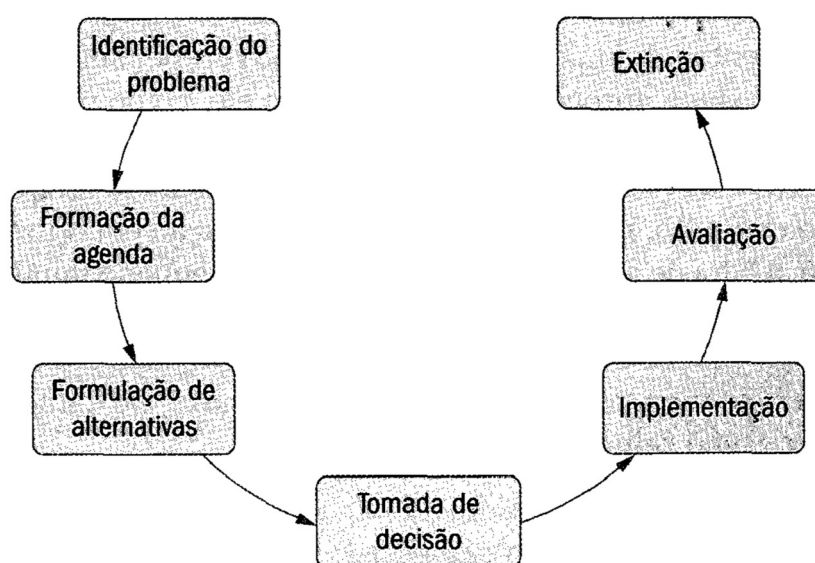 Identificação do
problema
Formação da
agenda
Formulação de
alternativas
Tomada de
decisão
Implementação
Avaliação
Extinção